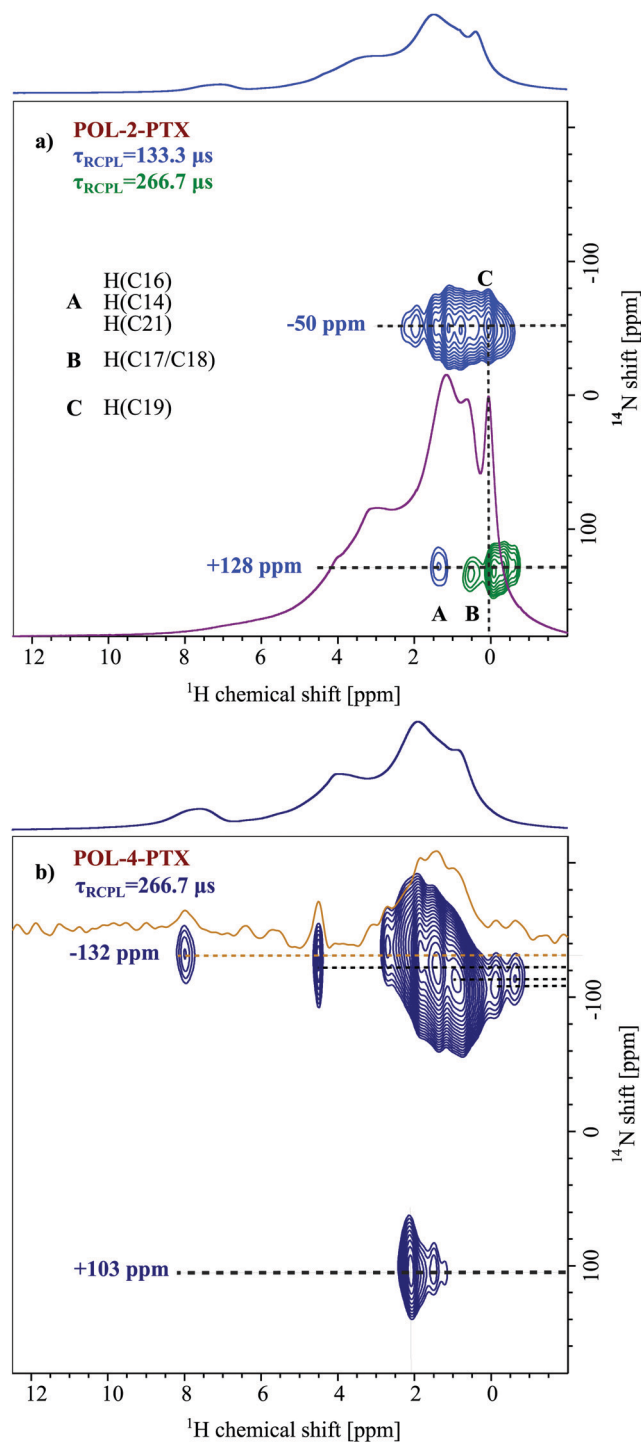 a)
POL-2-PTX
τRCPL=133.3 μs
τRCPL=266.7 μs
-100
C
H(C16)
A H(C14)
H(C21)
-50 ppm
B H(C17/C18)
0
C H(C19)
¹⁴N shift [ppm]
100
+128 ppm
A B
12 10 8 6 4 2 0
¹H chemical shift [ppm]
b)
POL-4-PTX
τRCPL=266.7 μs
-132 ppm
-100
0
¹⁴N shift [ppm]
+103 ppm
100
12 10 8 6 4 2 0
¹H chemical shift [ppm]